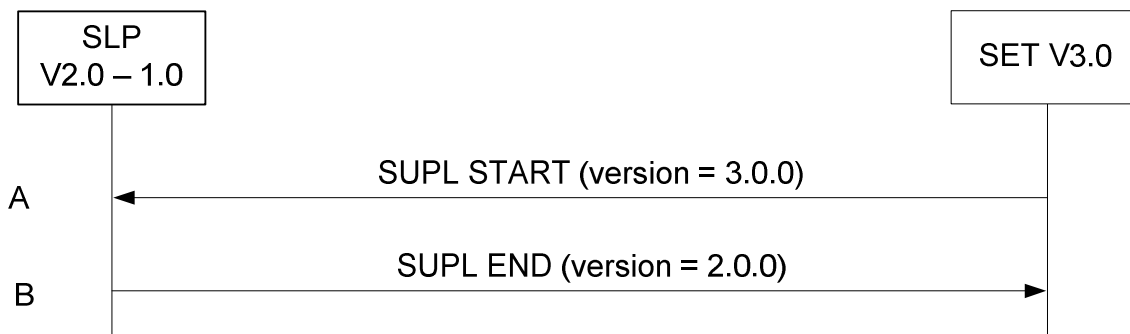 SLP
V2.0 – 1.0
SET V3.0
SUPL START (version = 3.0.0)
A
SUPL END (version = 2.0.0)
B